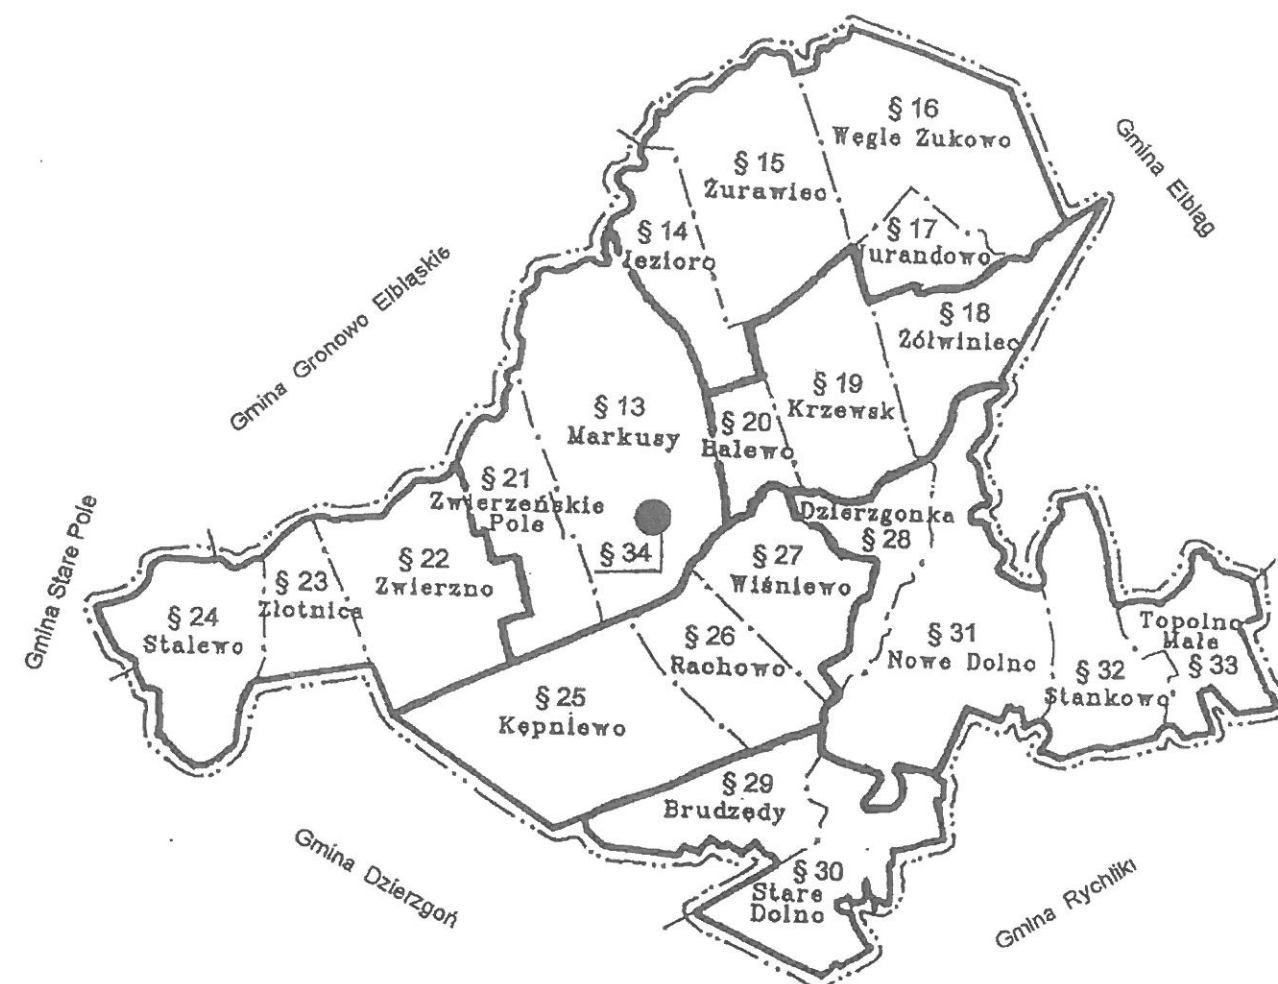 § 16
Węgle Żukowo
Gmina Elbląg
§ 15
Żurawiec
§ 17
Jurandowo
§ 14
Jezioro
Gmina Gronowo Elbląskie
§ 18
Żółwiniec
§ 19
Krzewsk
§ 13
Markusy
§ 20
Balewo
§ 21
Zwierzeńskie
Pole
Dzierzgonka
§ 28
§ 34
§ 27
Wiśniewo
§ 22
Zwierzno
§ 23
Złotnica
Gmina Stare Pole
§ 24
Stalewo
§ 26
Rachowo
§ 31
Nowe Dolno
Topolno
Małe
§ 33
§ 32
Stankowo
§ 25
Kępniewo
§ 29
Brudzędy
§ 30
Stare
Dolno
Gmina Dzierzgoń
Gmina Rychliki